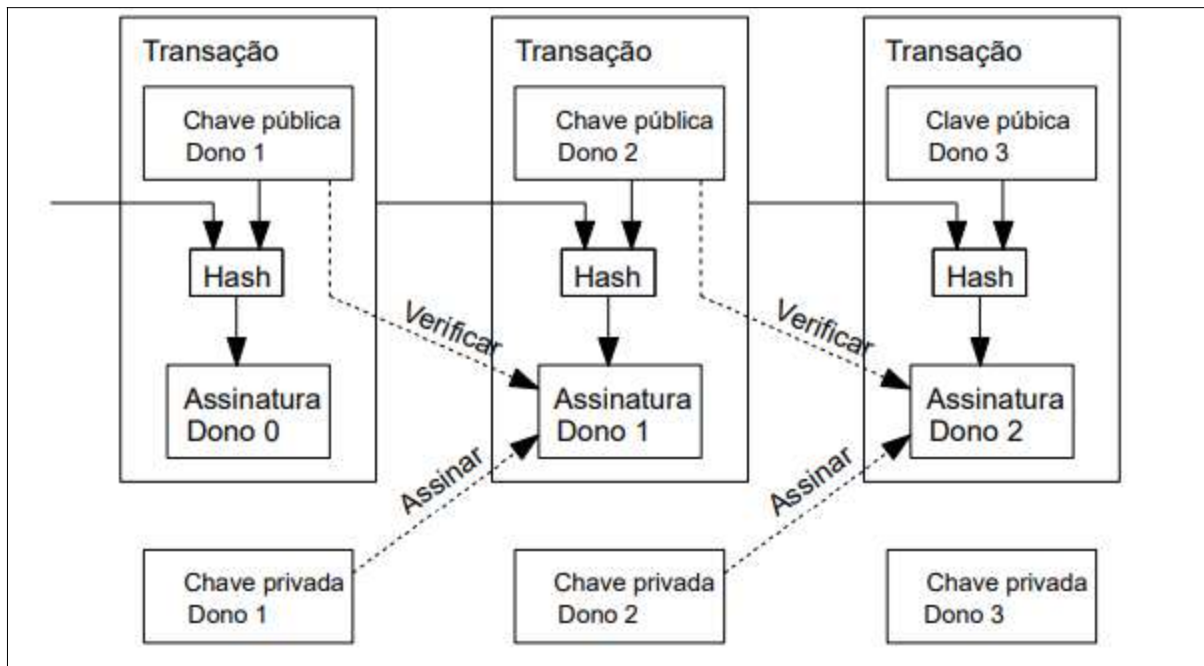 Transação
Chave pública
Dono 1
Hash
Assinatura
Dono 0
Verificar
Assinar
Chave privada
Dono 1
Transação
Chave pública
Dono 2
Hash
Assinatura
Dono 1
Verificar
Assinar
Chave privada
Dono 2
Transação
Clave púbica
Dono 3
Hash
Assinatura
Dono 2
Chave privada
Dono 3